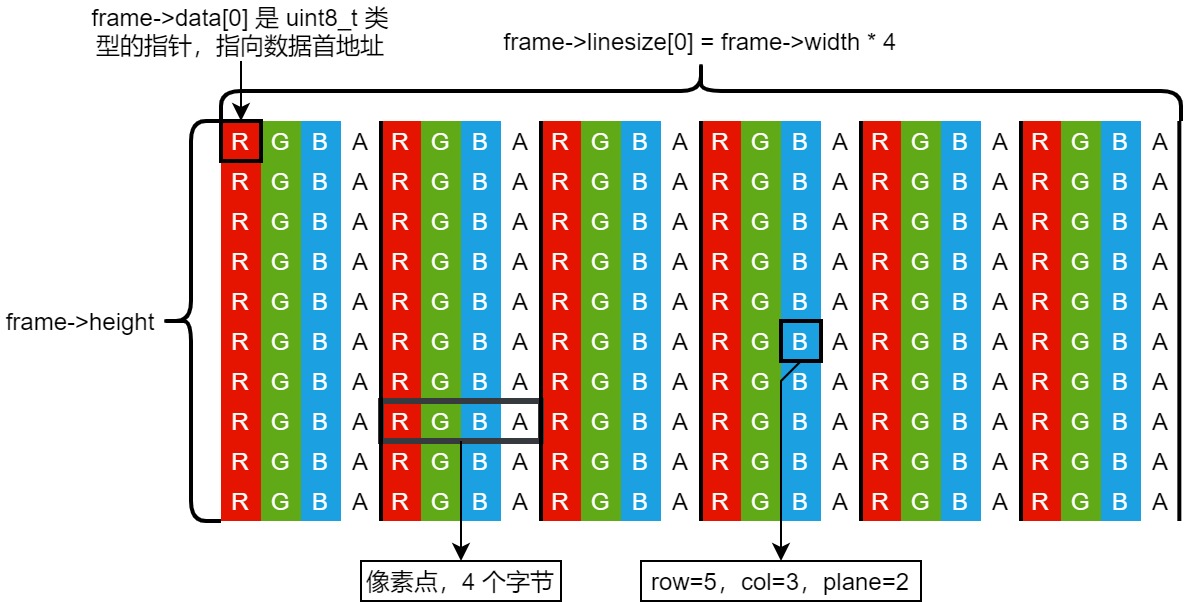 frame->data[0] 是 uint8_t 类
型的指针，指向数据首地址
frame->linesize[0] = frame->width * 4
R G B A R G B A R G B A R G B A R G B A R G B A
R G B A R G B A R G B A R G B A R G B A R G B A
R G B A R G B A R G B A R G B A R G B A R G B A
R G B A R G B A R G B A R G B A R G B A R G B A
R G B A R G B A R G B A R G B A R G B A R G B A
frame->height
R G B A R G B A R G B A R G B A R G B A R G B A
R G B A R G B A R G B A R G B A R G B A R G B A
R G B A R G B A R G B A R G B A R G B A R G B A
R G B A R G B A R G B A R G B A R G B A R G B A
R G B A R G B A R G B A R G B A R G B A R G B A
像素点，4 个字节
row=5，col=3，plane=2